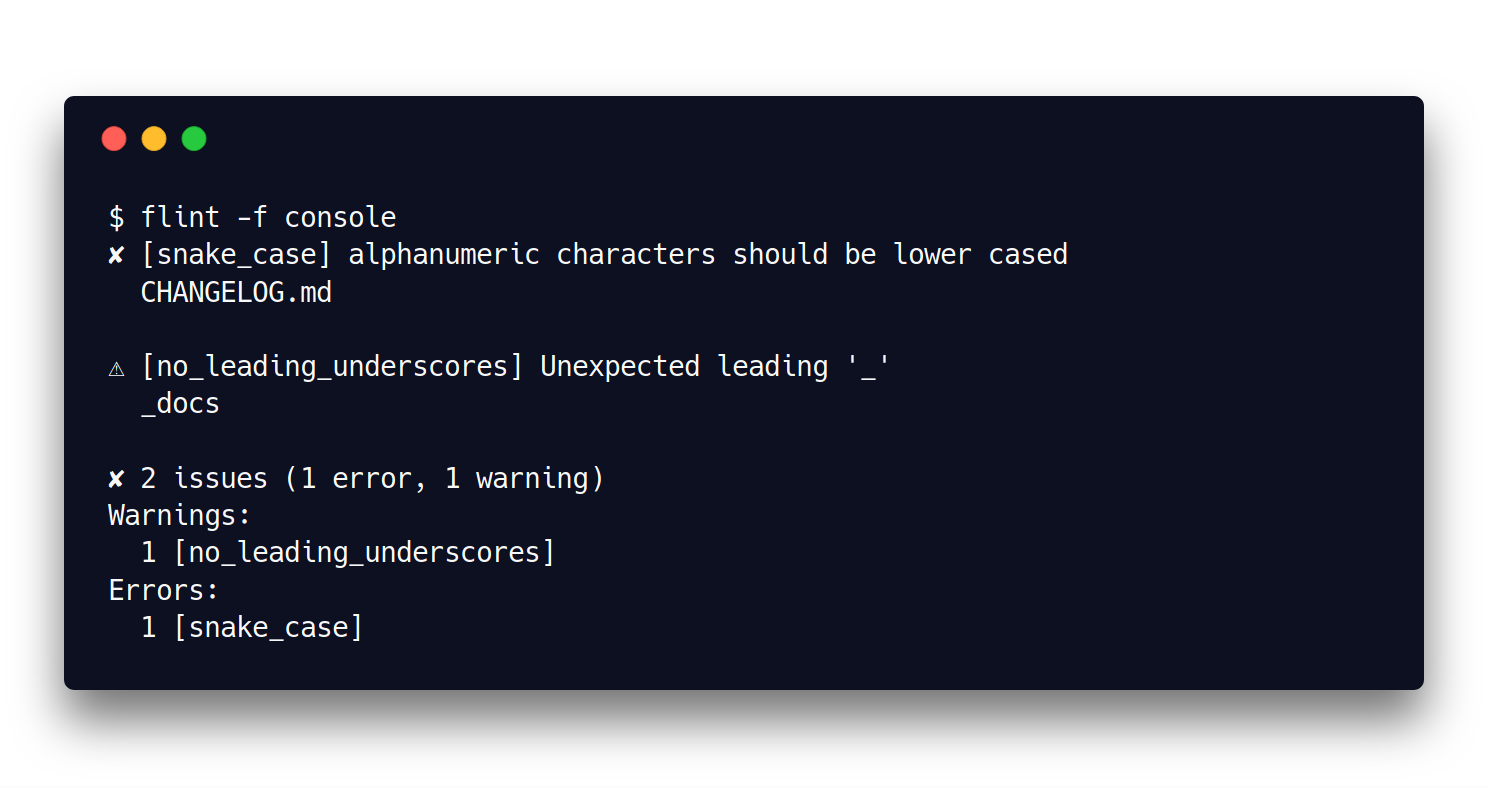 $ flint -f console
✘ [snake_case] alphanumeric characters should be lower cased
  CHANGELOG.md
⚠ [no_leading_underscores] Unexpected leading '_'
  _docs
✘ 2 issues (1 error, 1 warning)
Warnings:
  1 [no_leading_underscores]
Errors:
  1 [snake_case]